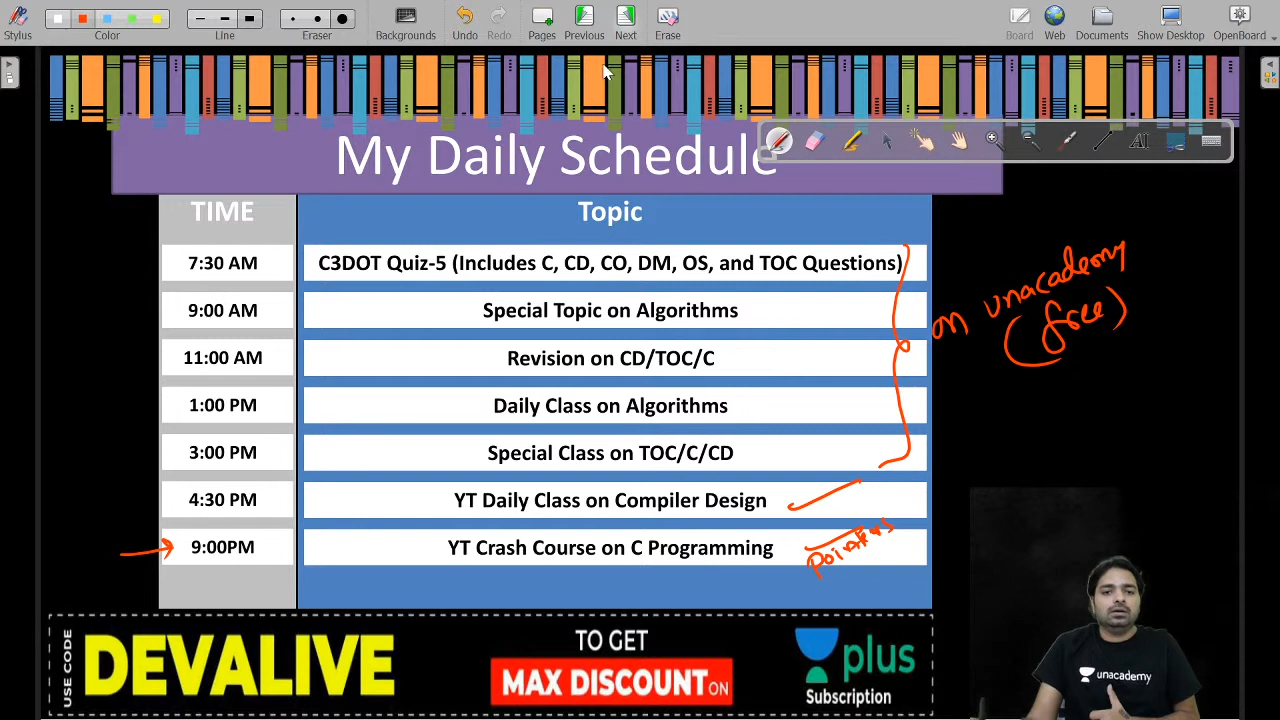 Stylus
Color
Line
Eraser
Backgrounds
Undo
Redo
Pages
Previous
Next
Erase
Board
Web
Documents
Show Desktop
OpenBoard
My Daily Schedule
TIME Topic
7:30 AM C3DOT Quiz-5 (Includes C, CD, CO, DM, OS, and TOC Questions)
9:00 AM Special Topic on Algorithms
11:00 AM Revision on CD/TOC/C
1:00 PM Daily Class on Algorithms
3:00 PM Special Class on TOC/C/CD
4:30 PM YT Daily Class on Compiler Design
9:00PM YT Crash Course on C Programming
on unacademy
(free)
pointers
USE CODE
DEVALIVE
TO GET
MAX DISCOUNT ON
plus
Subscription
unacademy